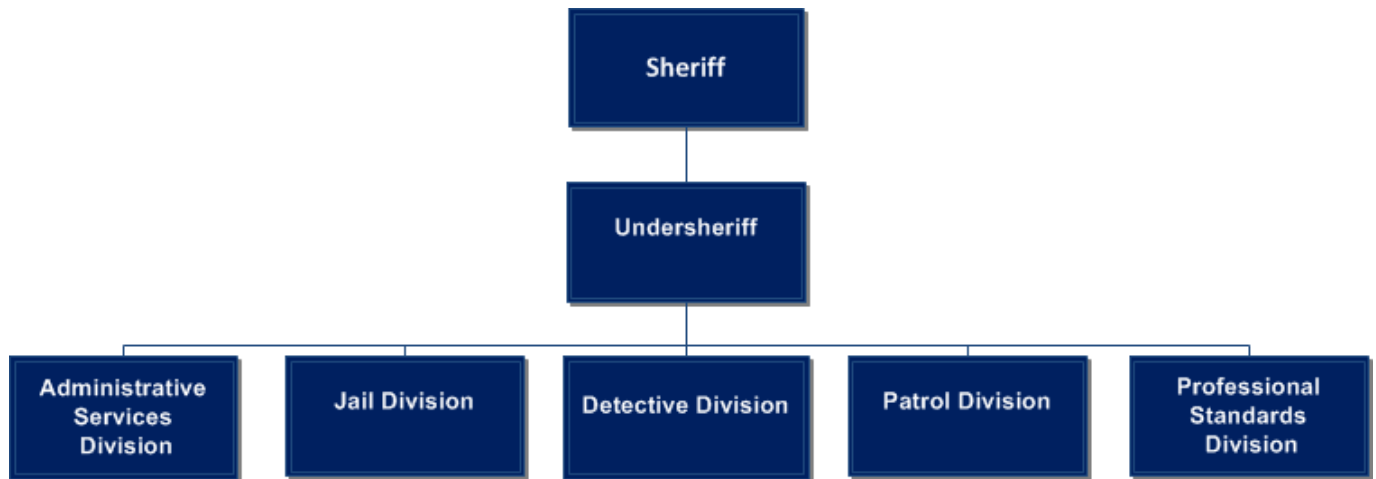 Sheriff
Undersheriff
Administrative
Services
Division
Jail Division
Detective Division
Patrol Division
Professional
Standards
Division